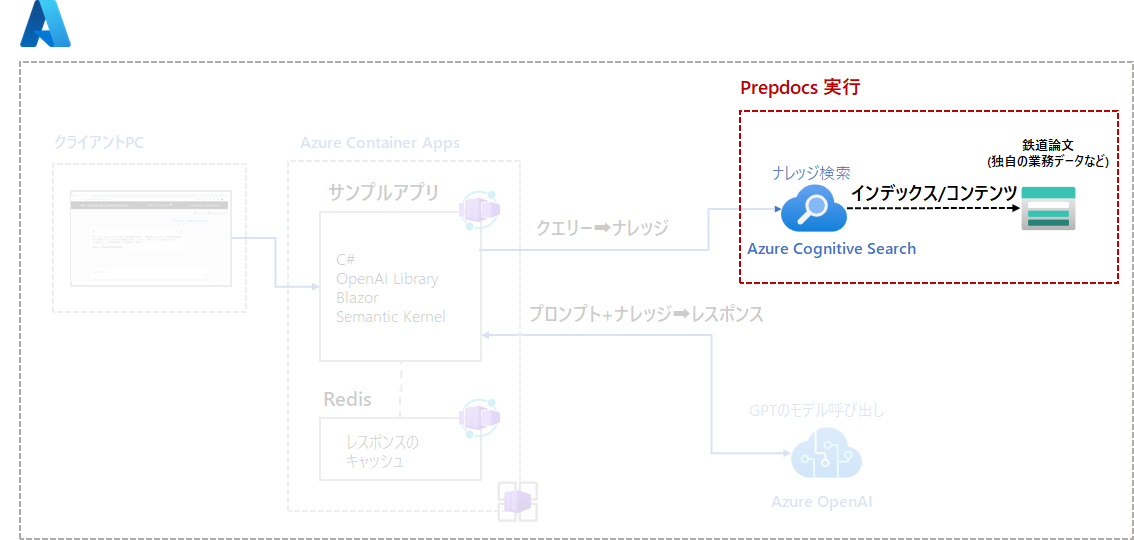 Prepdocs 実行
鉄道論文
(独自の業務データなど)
クライアントPC
Azure Container Apps
ナレッジ検索
サンプルアプリ
インデックス/コンテンツ
クエリー➡ナレッジ
Azure Cognitive Search
C#
OpenAI Library
Blazor
Semantic Kernel
プロンプト+ナレッジ➡レスポンス
Redis
GPTのモデル呼び出し
レスポンスの
キャッシュ
Azure OpenAI